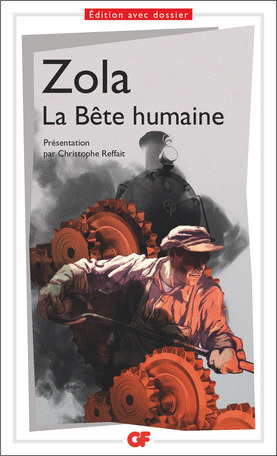 Édition avec dossier
Zola
La Bête humaine
Présentation
par Christophe Reffait
GF